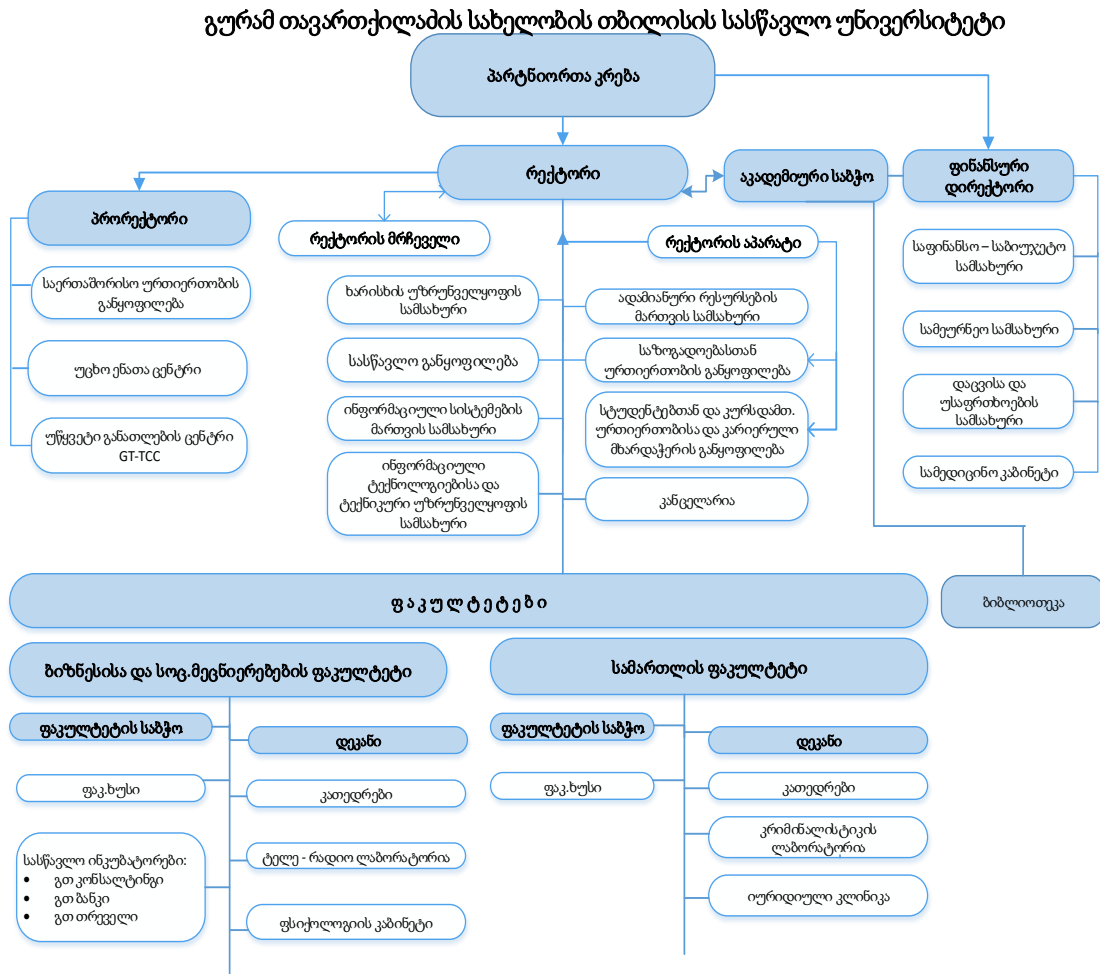 გურამ თავართქილაძის სახელობის თბილისის სასწავლო უნივერსიტეტი
პარტნიორთა კრება
რექტორი
აკადემიური საბჭო
ფინანსური
დირექტორი
პრორექტორი
რექტორის მრჩეველი
რექტორის აპარატი
საერთაშორისო ურთიერთობის
განყოფილება
უცხო ენათა ცენტრი
უწყვეტი განათლების ცენტრი
GT-TCC
ხარისხის უზრუნველყოფის
სამსახური
სასწავლო განყოფილება
ინფორმაციული სისტემების
მართვის სამსახური
ინფორმაციული
ტექნოლოგიებისა და
ტექნიკური უზრუნველყოფის
სამსახური
ადამიანური რესურსების
მართვის სამსახური
საზოგადოებასთან
ურთიერთობის განყოფილება
სტუდენტებთან და კურსდამთ.
ურთიერთობისა და კარიერული
მხარდაჭერის განყოფილება
კანცელარია
საფინანსო – საბიუჯეტო
სამსახური
სამეურნეო სამსახური
დაცვისა და
უსაფრთხოების
სამსახური
სამედიცინო კაბინეტი
ფ ა კ უ ლ ტ ე ტ ე ბ ი
ბიბლიოთეკა
ბიზნესისა და სოც.მეცნიერებების ფაკულტეტი
ფაკულტეტის საბჭო
დეკანი
ფაკ.ხუსი
კათედრები
სასწავლო ინკუბატორები:
• გთ კონსალტინგი
• გთ ბანკი
• გთ თრეველი
ტელე - რადიო ლაბორატორია
ფსიქოლოგიის კაბინეტი
სამართლის ფაკულტეტი
ფაკულტეტის საბჭო
დეკანი
ფაკ.ხუსი
კათედრები
კრიმინალისტიკის
ლაბორატორია
იურიდიული კლინიკა